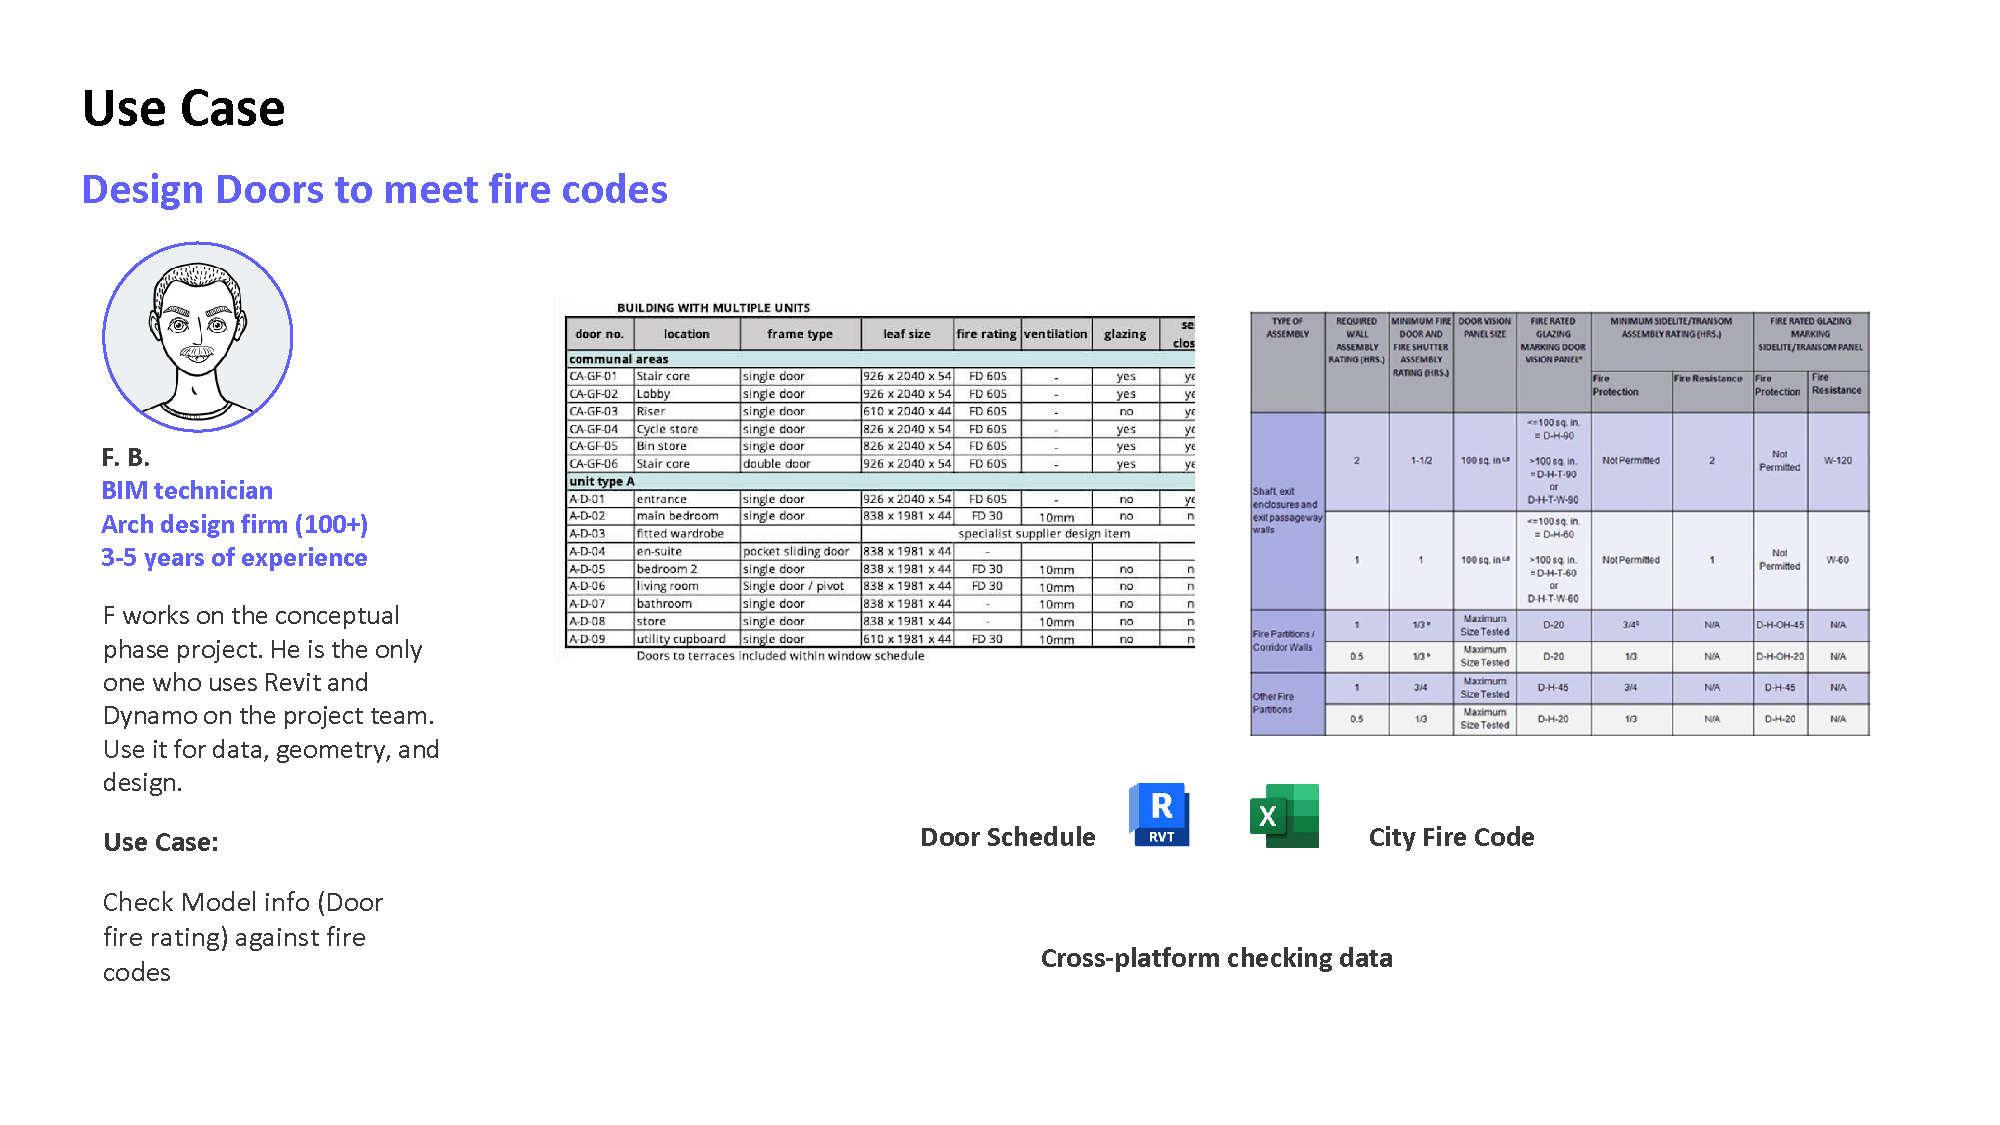 Use Case
Design Doors to meet fire codes
F. B.
BIM technician
Arch design firm (100+)
3-5 years of experience
F works on the conceptual
phase project. He is the only
one who uses Revit and
Dynamo on the project team.
Use it for data, geometry, and
design.
Use Case:
Check Model info (Door
fire rating) against fire
codes
BUILDING WITH MULTIPLE UNITS
door no. location frame type leaf size fire rating ventilation glazing se
clos
communal areas
CA-GF-01 Stair core single door 926 x 2040 x 54 FD 60S - yes ye
CA-GF-02 Lobby single door 926 x 2040 x 54 FD 60S - yes ye
CA-GF-03 Riser single door 610 x 2040 x 44 FD 60S - no ye
CA-GF-04 Cycle store single door 826 x 2040 x 54 FD 60S - yes ye
CA-GF-05 Bin store single door 826 x 2040 x 54 FD 60S - yes ye
CA-GF-06 Stair core double door 926 x 2040 x 54 FD 60S - yes ye
unit type A
A-D-01 entrance single door 926 x 2040 x 54 FD 60S - no ye
A-D-02 main bedroom single door 838 x 1981 x 44 FD 30 10mm no n
A-D-03 fitted wardrobe specialist supplier design item
A-D-04 en-suite pocket sliding door 838 x 1981 x 44 -
A-D-05 bedroom 2 single door 838 x 1981 x 44 FD 30 10mm no n
A-D-06 living room Single door / pivot 838 x 1981 x 44 FD 30 10mm no n
A-D-07 bathroom single door 838 x 1981 x 44 - 10mm no n
A-D-08 store single door 838 x 1981 x 44 - 10mm no n
A-D-09 utility cupboard single door 610 x 1981 x 44 FD 30 10mm no n
Doors to terraces included within window schedule
TYPE OF ASSEMBLY
REQUIRED WALL ASSEMBLY RATING (HRS.)
MINIMUM FIRE DOOR AND FIRE SHUTTER ASSEMBLY RATING (HRS.)
DOOR VISION PANEL SIZE
FIRE RATED GLAZING MARKING DOOR VISION PANEL
MINIMUM SIDELITE/TRANSOM ASSEMBLY RATING (HRS.)
FIRE RATED GLAZING MARKING SIDELITE/TRANSOM PANEL
Fire Protection
Fire Resistance
Fire Protection
Fire Resistance
Shaft, exit enclosures and exit passageway walls
2 1-1/2 100 sq. in
<=100 sq. in. = D-H-90
>100 sq. in. = D-H-T-90
or
D-H-T-W-90
Not Permitted 2 Not Permitted W-120
1 1 100 sq. in
<=100 sq. in. = D-H-60
>100 sq. in. = D-H-T-60
or
D-H-T-W-60
Not Permitted 1 Not Permitted W-60
Fire Partitions / Corridor Walls
1 1/3 Maximum Size Tested D-20 3/4 N/A D-H-OH-45 N/A
0.5 1/3 Maximum Size Tested D-20 1/3 N/A D-H-OH-20 N/A
Other Fire Partitions
1 3/4 Maximum Size Tested D-H-45 3/4 N/A D-H-45 N/A
0.5 1/3 Maximum Size Tested D-H-20 1/3 N/A D-H-20 N/A
Door Schedule
R
RVT
X
City Fire Code
Cross-platform checking data